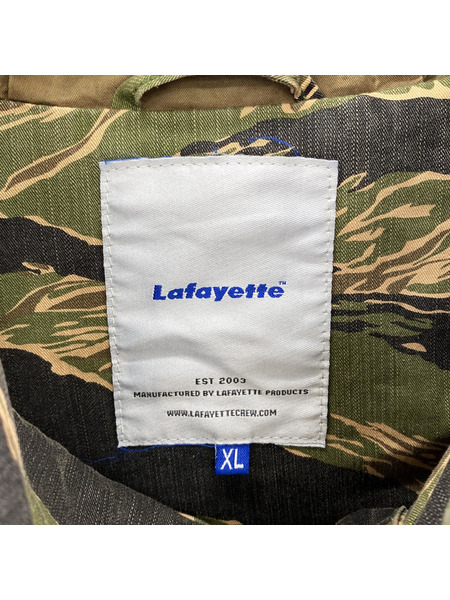 Lafayette™
EST 2003
MANUFACTURED BY LAFAYETTE PRODUCTS
WWW.LAFAYETTECREW.COM
XL